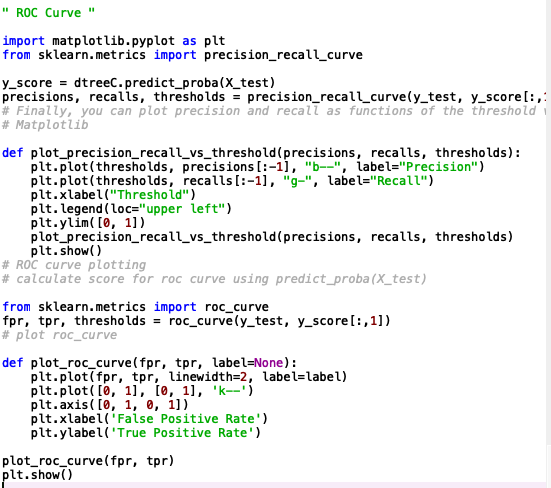 " ROC Curve "
import matplotlib.pyplot as plt
from sklearn.metrics import precision_recall_curve
y_score = dtreeC.predict_proba(X_test)
precisions, recalls, thresholds = precision_recall_curve(y_test, y_score[:,
# Finally, you can plot precision and recall as functions of the threshold
# Matplotlib
def plot_precision_recall_vs_threshold(precisions, recalls, thresholds):
    plt.plot(thresholds, precisions[:-1], "b--", label="Precision")
    plt.plot(thresholds, recalls[:-1], "g-", label="Recall")
    plt.xlabel("Threshold")
    plt.legend(loc="upper left")
    plt.ylim([0, 1])
    plot_precision_recall_vs_threshold(precisions, recalls, thresholds)
    plt.show()
# ROC curve plotting
# calculate score for roc curve using predict_proba(X_test)
from sklearn.metrics import roc_curve
fpr, tpr, thresholds = roc_curve(y_test, y_score[:,1])
# plot roc_curve
def plot_roc_curve(fpr, tpr, label=None):
    plt.plot(fpr, tpr, linewidth=2, label=label)
    plt.plot([0, 1], [0, 1], 'k--')
    plt.axis([0, 1, 0, 1])
    plt.xlabel('False Positive Rate')
    plt.ylabel('True Positive Rate')
plot_roc_curve(fpr, tpr)
plt.show()